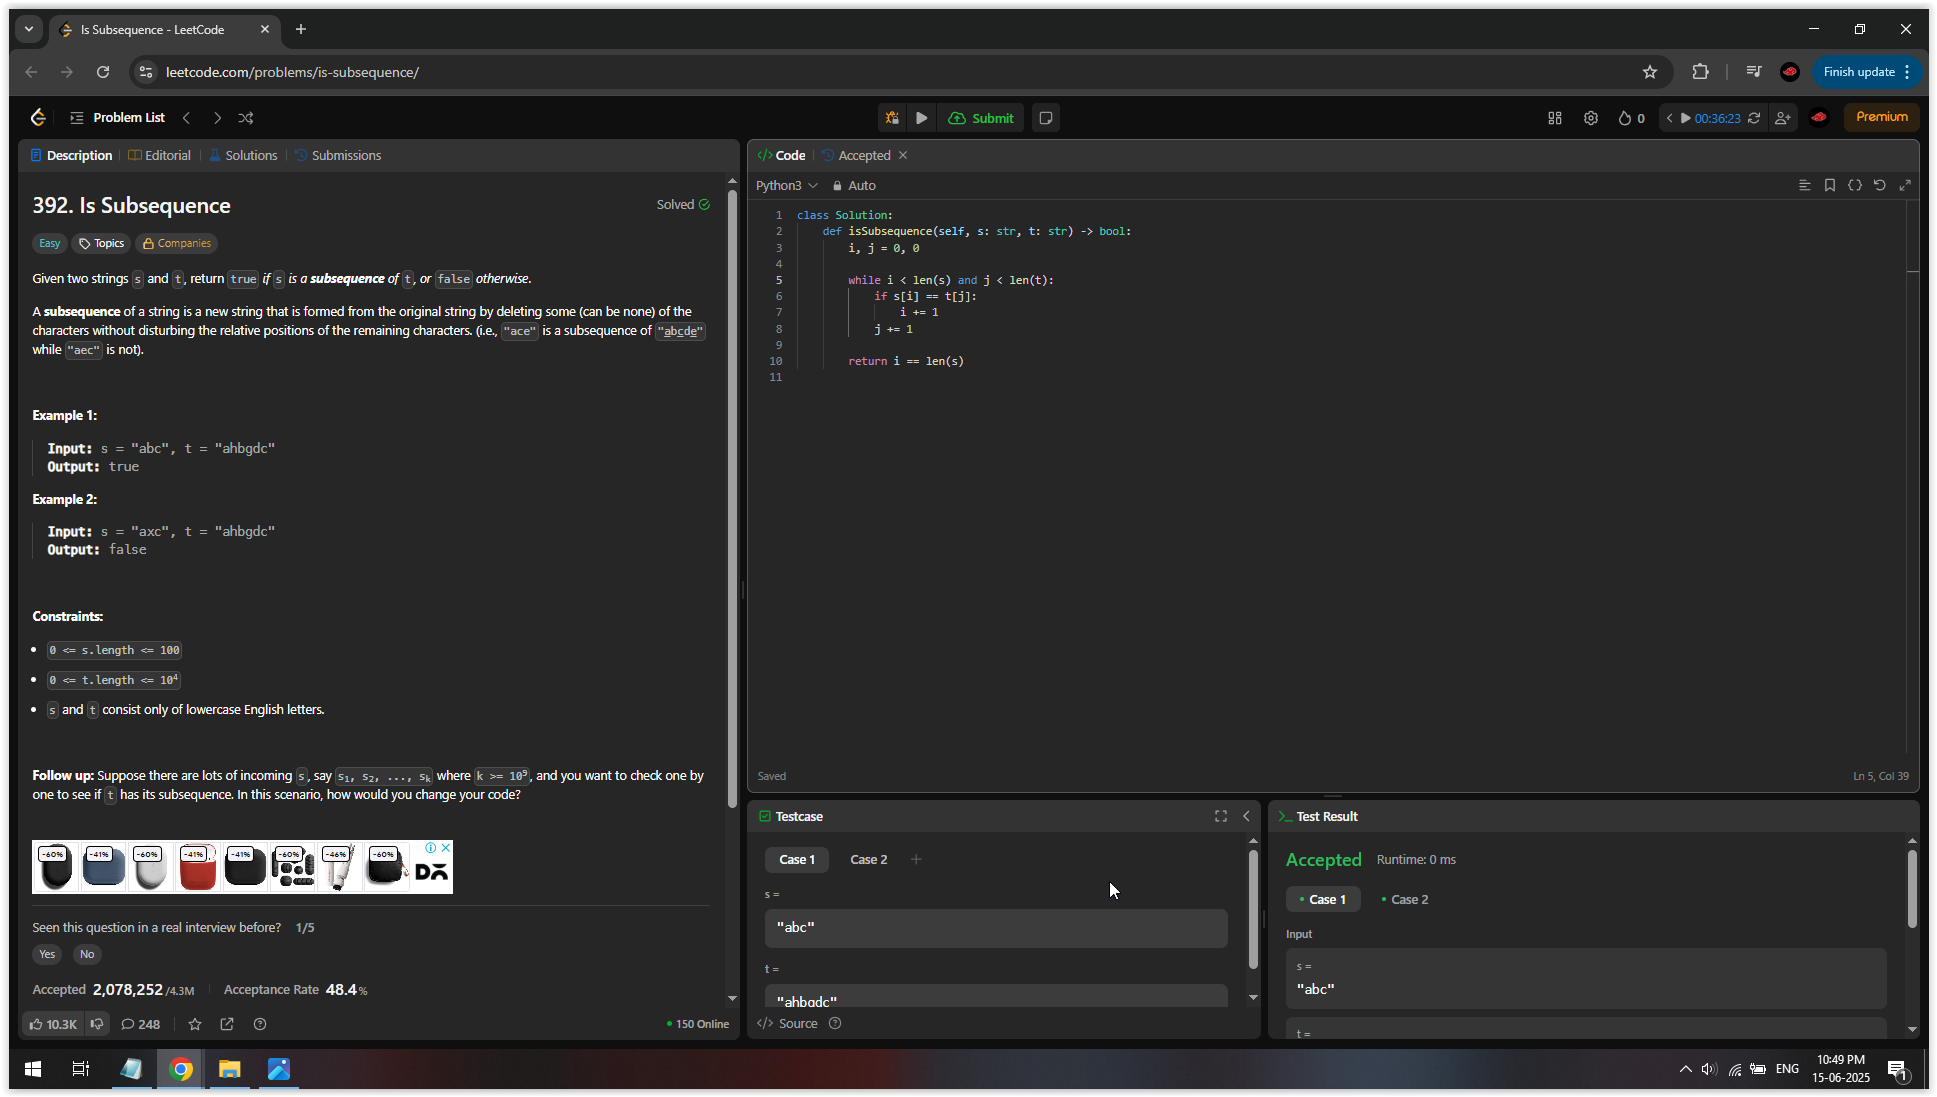 Is Subsequence - LeetCode
leetcode.com/problems/is-subsequence/
Finish update
Problem List
Submit
0
00:36:23
Premium
Description
Editorial
Solutions
Submissions
392. Is Subsequence
Solved
Easy
Topics
Companies
Given two strings s and t, return true if s is a subsequence of t, or false otherwise.
A subsequence of a string is a new string that is formed from the original string by deleting some (can be none) of the
characters without disturbing the relative positions of the remaining characters. (i.e., "ace" is a subsequence of "abcde"
while "aec" is not).
Example 1:
Input: s = "abc", t = "ahbgdc"
Output: true
Example 2:
Input: s = "axc", t = "ahbgdc"
Output: false
Constraints:
0 <= s.length <= 100
0 <= t.length <= 10⁴
s and t consist only of lowercase English letters.
Follow up: Suppose there are lots of incoming s, say s₁, s₂, ..., sₖ where k >= 10⁹, and you want to check one by
one to see if t has its subsequence. In this scenario, how would you change your code?
-60% -41% -60% -41% -41% -60% -46% -60%
Seen this question in a real interview before? 1/5
Yes No
Accepted 2,078,252/4.3M Acceptance Rate 48.4%
10.3K 248 150 Online
Code
Accepted
Python3 Auto
1 class Solution:
2 def isSubsequence(self, s: str, t: str) -> bool:
3 i, j = 0, 0
4
5 while i < len(s) and j < len(t):
6 if s[i] == t[j]:
7 i += 1
8 j += 1
9
10 return i == len(s)
11
Saved
Ln 5, Col 39
Testcase
Case 1 Case 2
s =
"abc"
t =
"ahbgdc"
Source
Test Result
Accepted Runtime: 0 ms
Case 1 Case 2
Input
s =
"abc"
t =
ENG
10:49 PM
15-06-2025
1